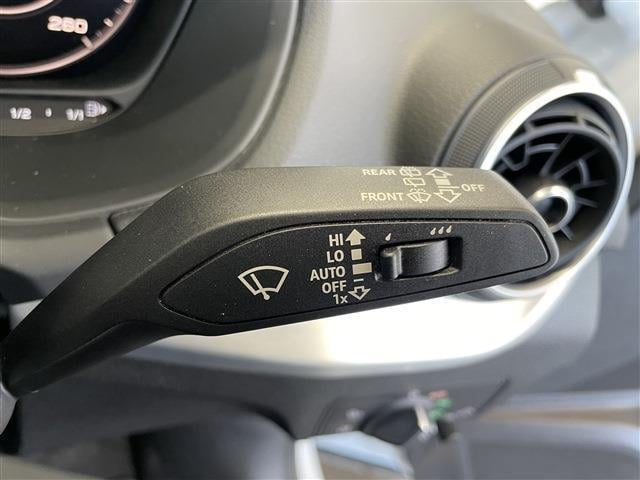 260
1/2 1/1
REAR
FRONT OFF
HI
LO
AUTO
OFF
1x